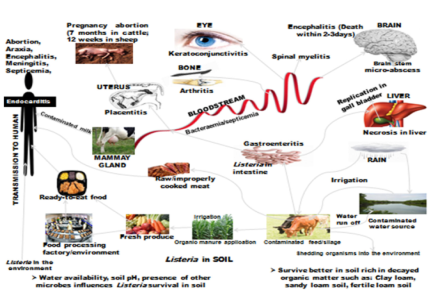 Pregnancy abortion
(7 months in cattle;
12 weeks in sheep
EYE
Keratoconjunctivitis
Encephalitis (Death
within 2-3days)
BRAIN
Brain stem
micro-abscess
Abortion,
Araxia,
Encephalitis,
Meningitis,
Septicemia,
Endocarditis
BONE
Arthritis
Spinal myelitis
UTERUS
Placentitis
BLOODSTREAM
Bacteraemia/septicemia
Replication in
gall bladder
LIVER
Necrosis in liver
TRANSMISSION TO HUMAN
Contaminated milk
MAMMAY
GLAND
Gastroenteritis
Listeria in
intestine
RAIN
Raw/improperly
cooked meat
Irrigation
Ready-to-eat food
Irrigation
Water
run off
Contaminated
water source
Food processing
factory/environment
Fresh produce
Organic manure application
Contaminated feed/silage
Shedding organisms into the environment
Listeria in the
environment
Listeria in SOIL
> Water availability, soil pH, presence of other
microbes influences Listeria survival in soil
> Survive better in soil rich in decayed
organic matter such as: Clay loam,
sandy loam soil, fertile loam soil